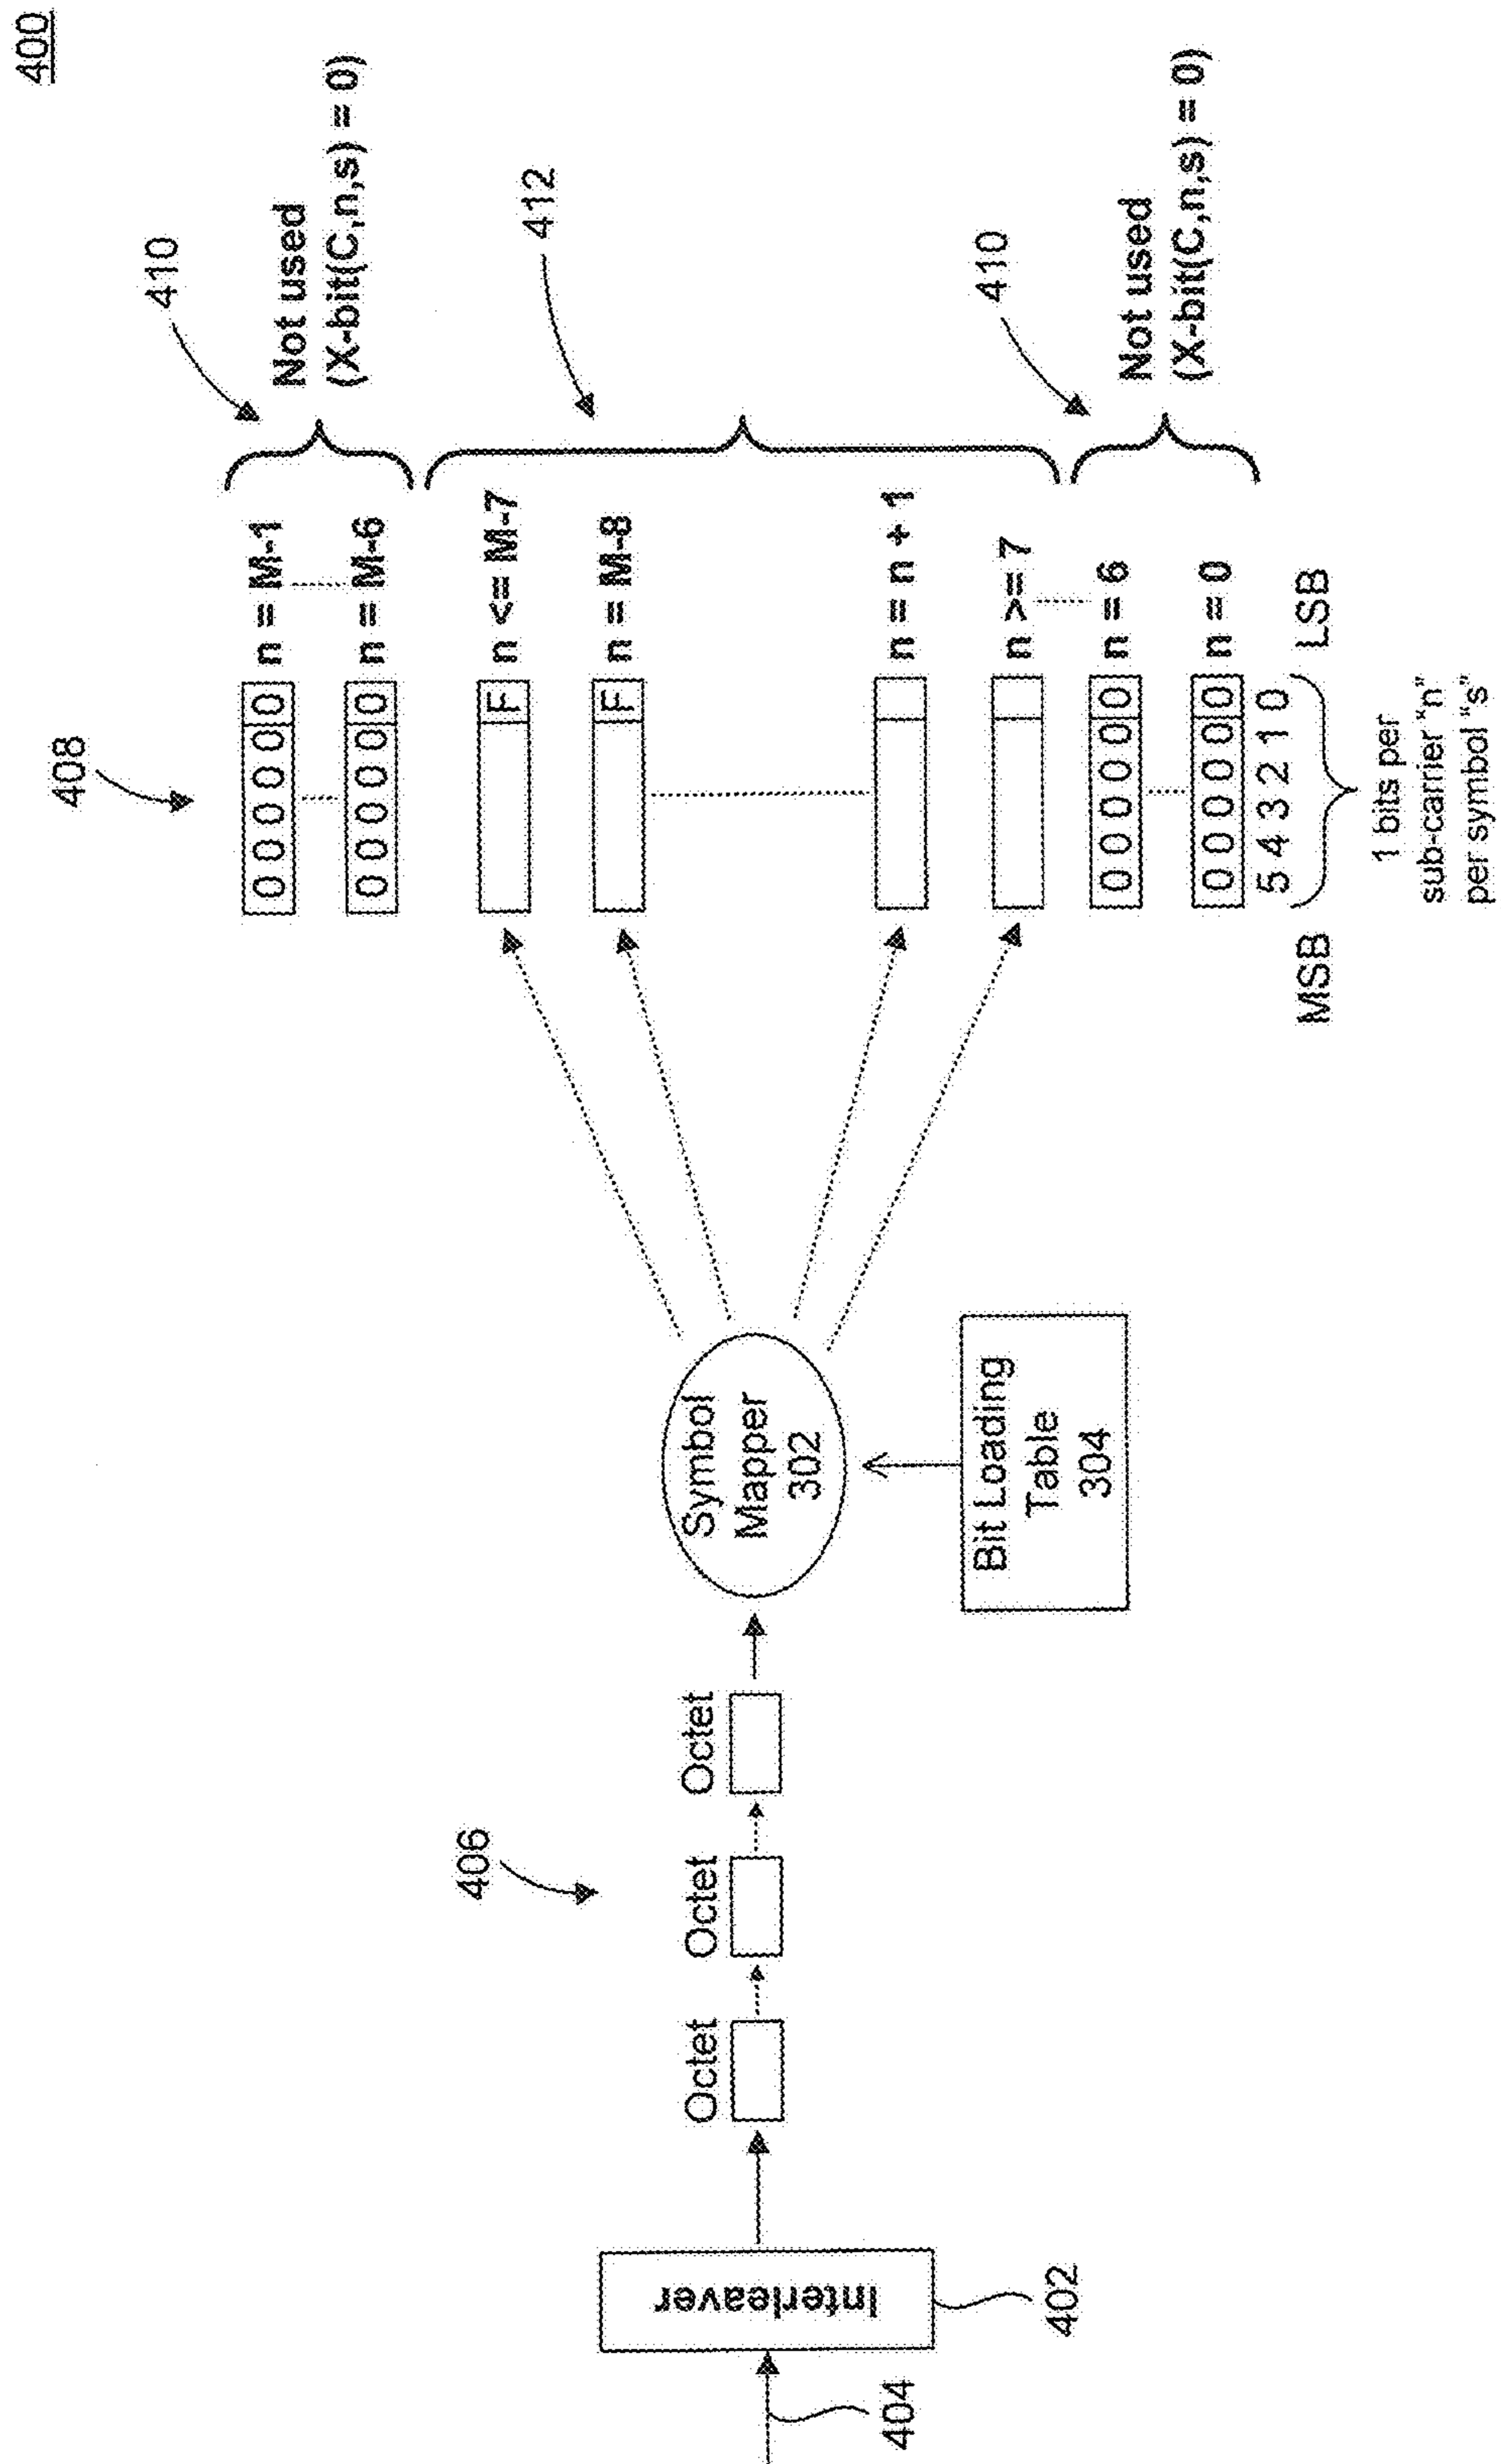 400
410
Not used
(X-bit(C,n,s) = 0)
412
410
Not used
(X-bit(C,n,s) = 0)
408
0 0 0 0 0 0 n = M-1
0 0 0 0 0 0 n = M-6
F n <= M-7
F n = M-8
n = n + 1
n >= 7
0 0 0 0 0 0 n = 6
0 0 0 0 0 0 n = 0
5 4 3 2 1 0
MSB
LSB
1 bits per
sub-carrier "n"
per symbol "s"
Symbol
Mapper
302
Bit Loading
Table
304
406
Octet
Octet
Octet
Interleaver
402
404